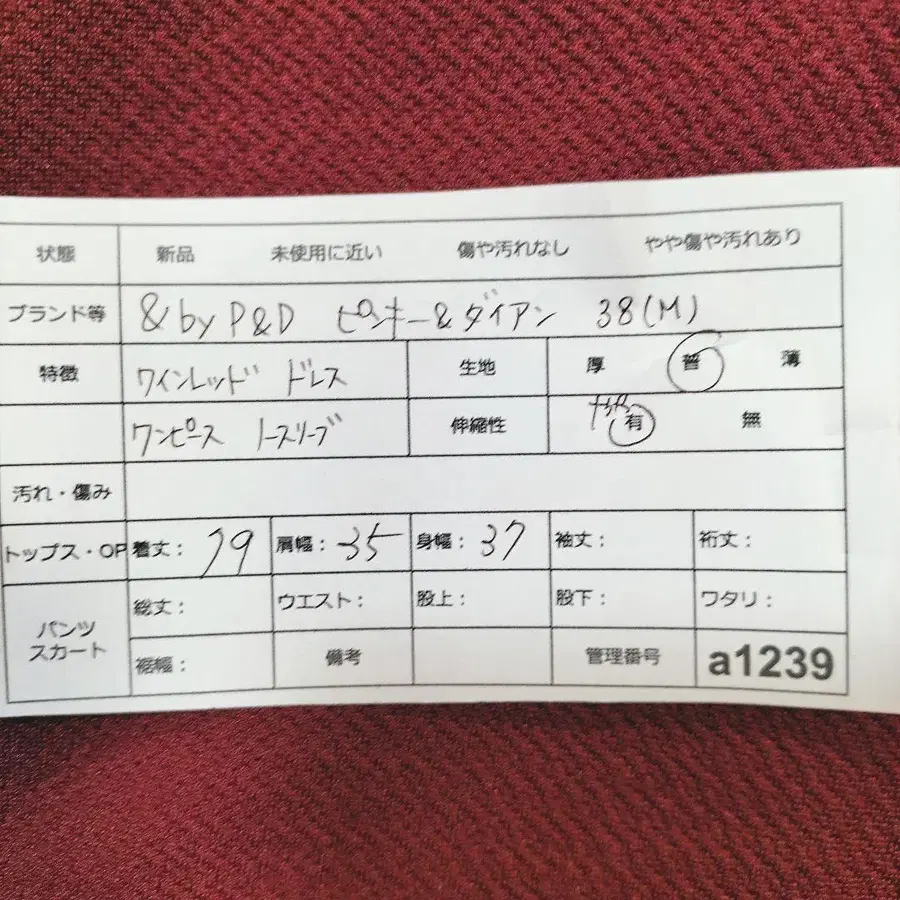 状態 新品 未使用に近い 傷や汚れなし やや傷や汚れあり
ブランド等 &by P&D ピンキー&ダイアン 38(M)
特徴 ワインレッド ドレス 生地 厚 普 薄
ワンピース ノースリーブ 伸縮性 やや 有 無
汚れ・傷み
トップス・OP 着丈: 79 肩幅: 35 身幅: 37 袖丈: 裄丈:
パンツ スカート 総丈: ウエスト: 股上: 股下: ワタリ:
裾幅: 備考 管理番号 a1239